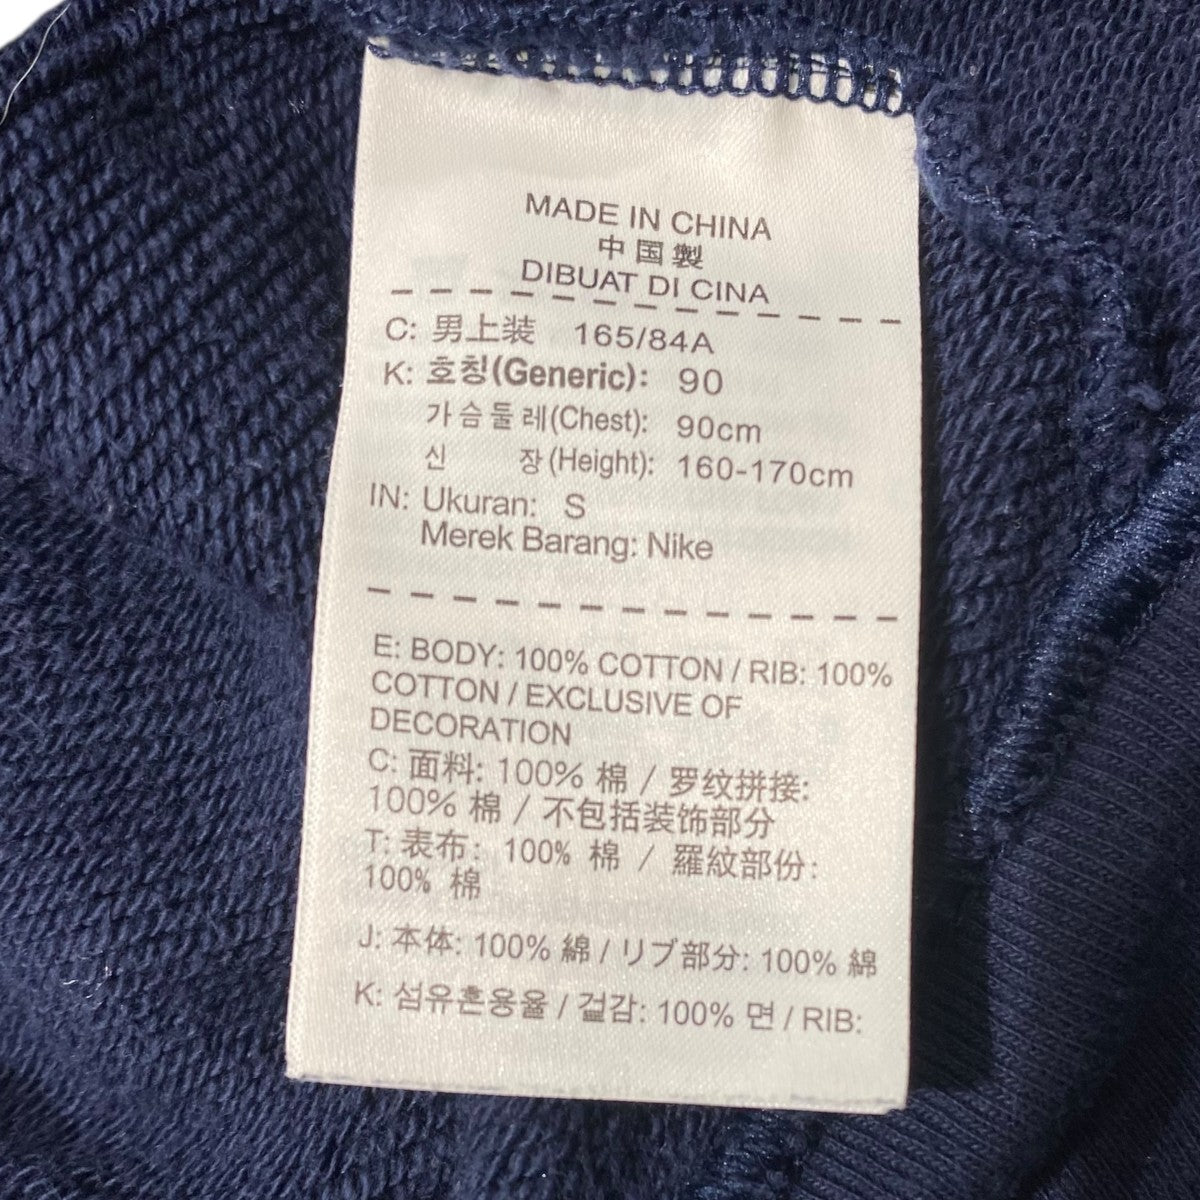 MADE IN CHINA
中国製
DIBUAT DI CINA
C: 男上装 165/84A
K: 호칭(Generic): 90
가슴둘레(Chest): 90cm
신 장(Height): 160-170cm
IN: Ukuran: S
Merek Barang: Nike
E: BODY: 100% COTTON / RIB: 100%
COTTON / EXCLUSIVE OF
DECORATION
C: 面料: 100% 棉 / 罗纹拼接:
100% 棉 / 不包括装饰部分
T: 表布: 100% 棉 / 羅紋部份:
100% 棉
J: 本体: 100% 綿 / リブ部分: 100% 綿
K: 섬유혼용율 / 겉감: 100% 면 / RIB: